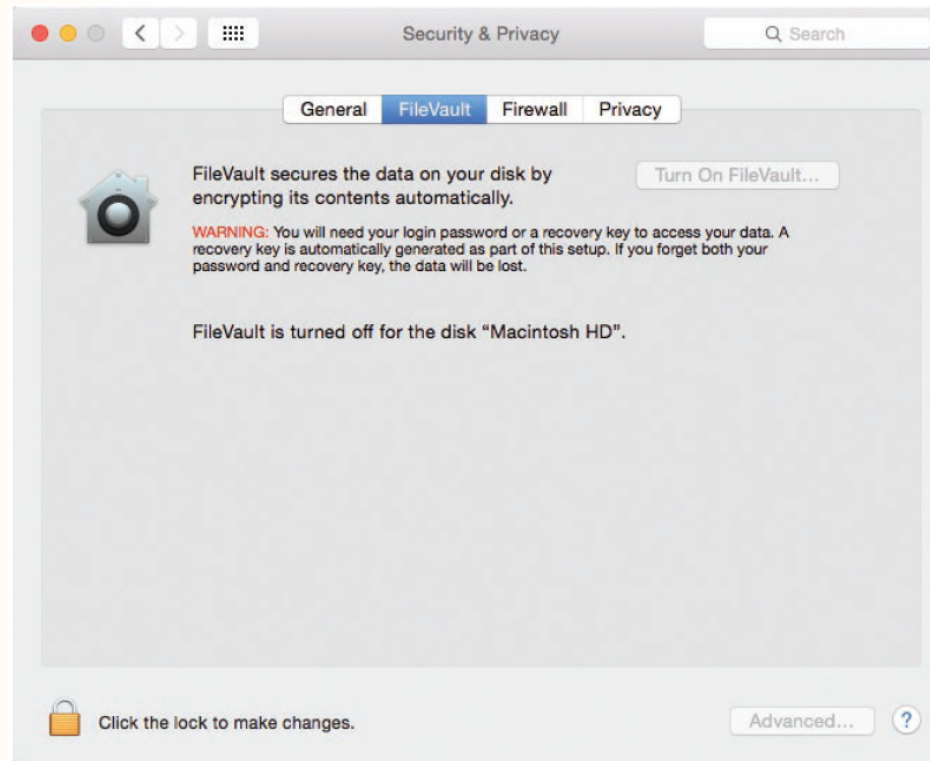 Security & Privacy
Search
General FileVault Firewall Privacy
FileVault secures the data on your disk by
encrypting its contents automatically.
Turn On FileVault...
WARNING: You will need your login password or a recovery key to access your data. A
recovery key is automatically generated as part of this setup. If you forget both your
password and recovery key, the data will be lost.
FileVault is turned off for the disk “Macintosh HD”.
Click the lock to make changes.
Advanced...
?